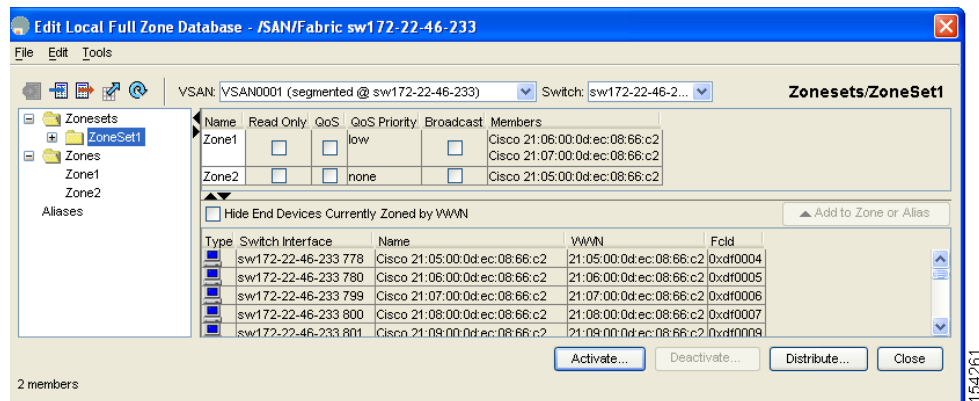 Edit Local Full Zone Database - /SAN/Fabric sw172-22-46-233
File Edit Tools
VSAN: VSAN0001 (segmented @ sw172-22-46-233) Switch: sw172-22-46-2... Zonesets/ZoneSet1
Zonesets
ZoneSet1
Zones
Zone1
Zone2
Aliases
Name Read Only QoS QoS Priority Broadcast Members
Zone1 low Cisco 21:06:00:0d:ec:08:66:c2
Cisco 21:07:00:0d:ec:08:66:c2
Zone2 none Cisco 21:05:00:0d:ec:08:66:c2
Hide End Devices Currently Zoned by WWN Add to Zone or Alias
Type Switch Interface Name WWN FcId
sw172-22-46-233 778 Cisco 21:05:00:0d:ec:08:66:c2 21:05:00:0d:ec:08:66:c2 0xdf0004
sw172-22-46-233 780 Cisco 21:06:00:0d:ec:08:66:c2 21:06:00:0d:ec:08:66:c2 0xdf0005
sw172-22-46-233 799 Cisco 21:07:00:0d:ec:08:66:c2 21:07:00:0d:ec:08:66:c2 0xdf0006
sw172-22-46-233 800 Cisco 21:08:00:0d:ec:08:66:c2 21:08:00:0d:ec:08:66:c2 0xdf0007
sw172-22-46-233 801 Cisco 21:09:00:0d:ec:08:66:c2 21:09:00:0d:ec:08:66:c2 0xdf0009
Activate... Deactivate... Distribute... Close
2 members
154261